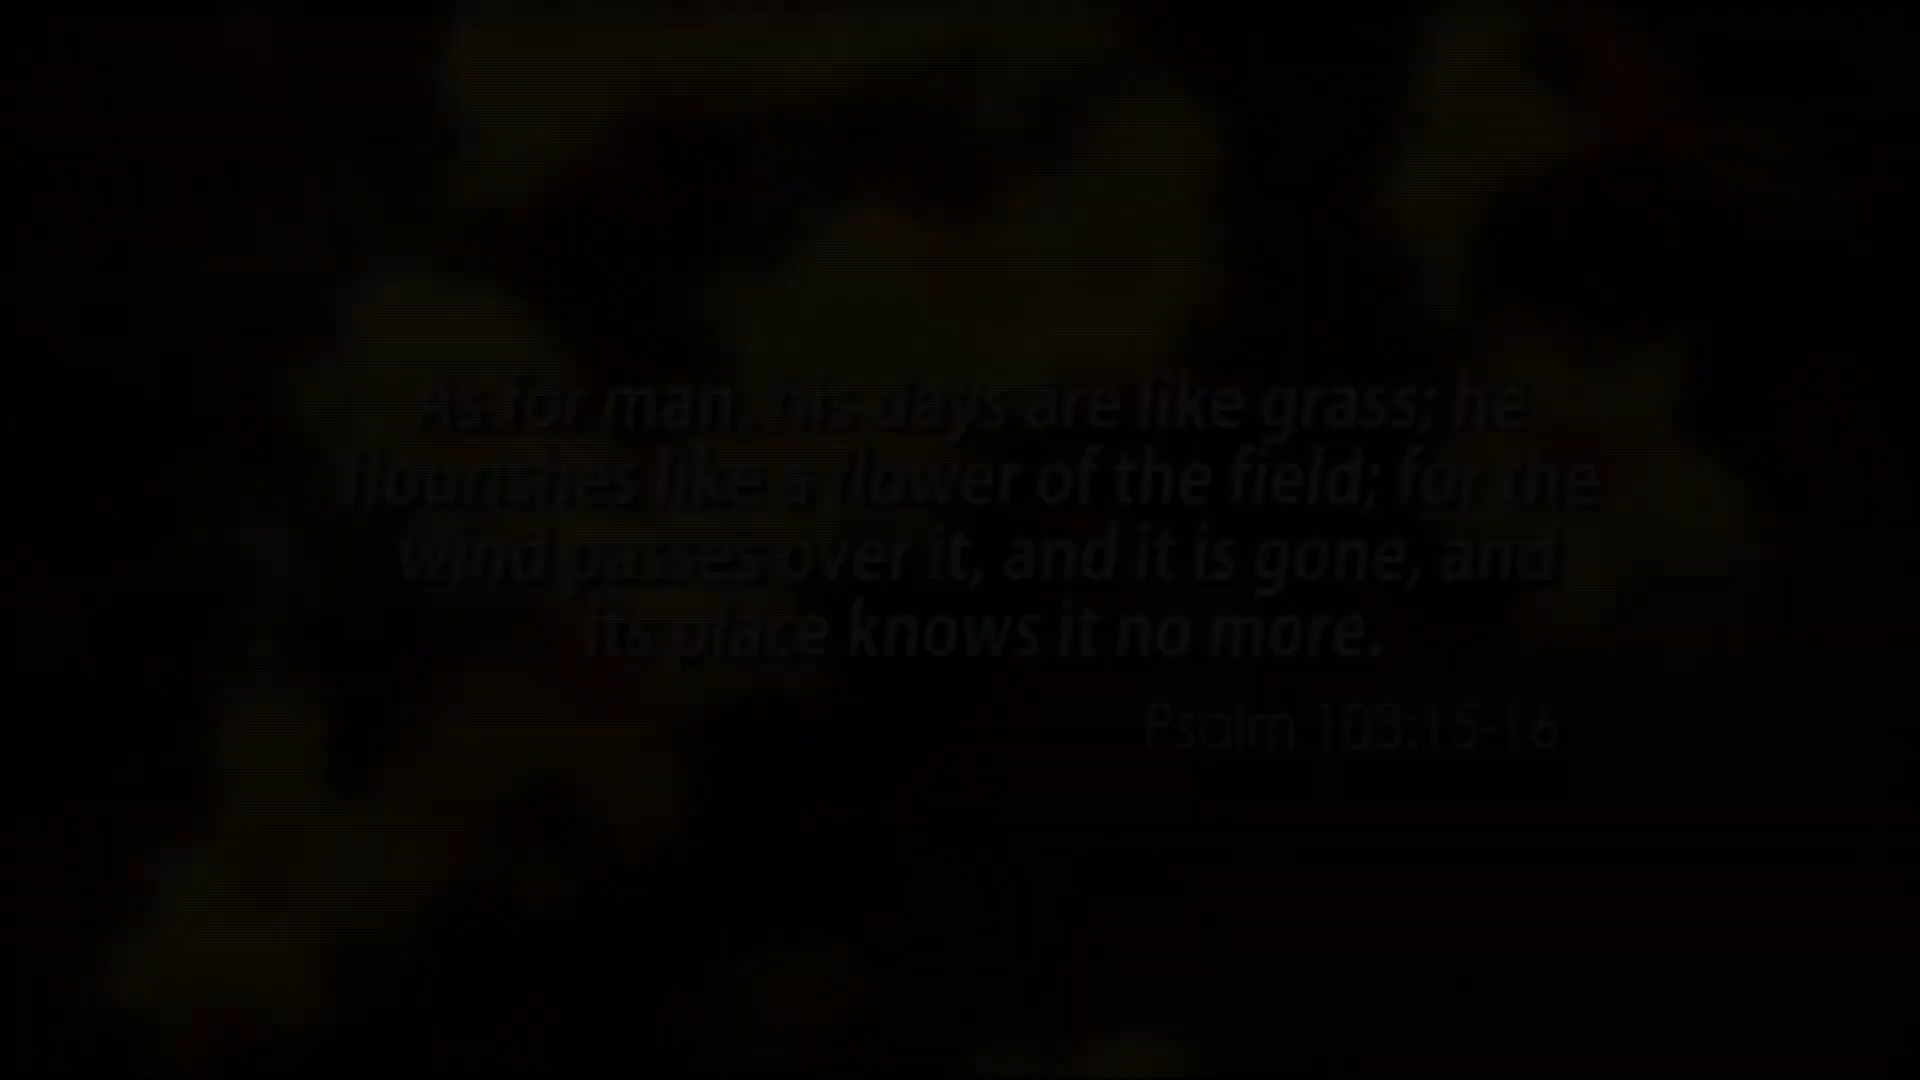 As for man, his days are like grass; he
flourishes like a flower of the field; for the
wind passes over it, and it is gone, and
its place knows it no more.
Psalm 103:15-16